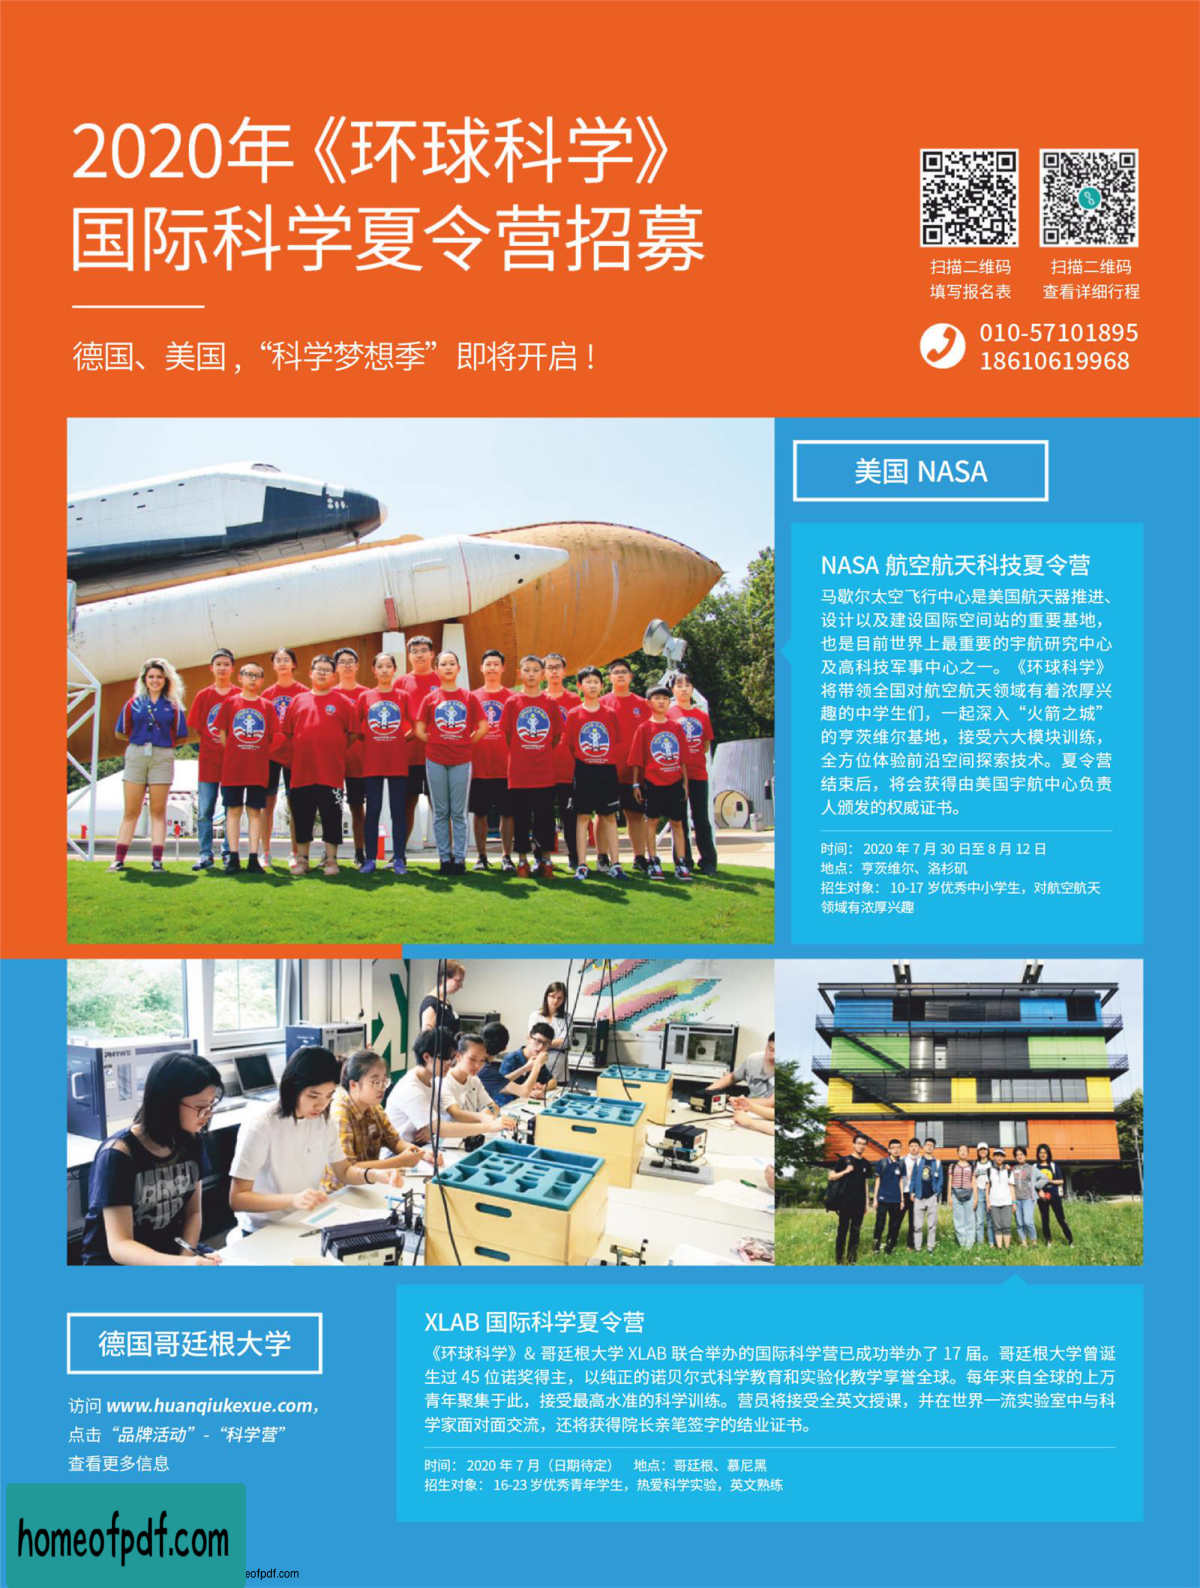 2020年《环球科学》
国际科学夏令营招募
德国、美国，“科学梦想季”即将开启！
扫描二维码
填写报名表
扫描二维码
查看详细行程
010-57101895
18610619968
美国 NASA
NASA 航空航天科技夏令营
马歇尔太空飞行中心是美国航天器推进、
设计以及建设国际空间站的重要基地，
也是目前世界上最重要的宇航研究中心
及高科技军事中心之一。《环球科学》
将带领全国对航空航天领域有着浓厚兴
趣的中学生们，一起深入“火箭之城”
的亨茨维尔基地，接受六大模块训练，
全方位体验前沿空间探索技术。夏令营
结束后，将会获得由美国宇航中心负责
人颁发的权威证书。
时间： 2020 年 7 月 30 日至 8 月 12 日
地点：亨茨维尔、洛杉矶
招生对象： 10-17 岁优秀中小学生，对航空航天
领域有浓厚兴趣
德国哥廷根大学
访问 www.huanqiukexue.com，
点击“品牌活动”-“科学营”
查看更多信息
XLAB 国际科学夏令营
《环球科学》& 哥廷根大学 XLAB 联合举办的国际科学营已成功举办了 17 届。哥廷根大学曾诞
生过 45 位诺奖得主，以纯正的诺贝尔式科学教育和实验化教学享誉全球。每年来自全球的上万
青年聚集于此，接受最高水准的科学训练。营员将接受全英文授课，并在世界一流实验室中与科
学家面对面交流，还将获得院长亲笔签字的结业证书。
时间： 2020 年 7 月（日期待定） 地点：哥廷根、慕尼黑
招生对象： 16-23 岁优秀青年学生，热爱科学实验，英文熟练
homeofpdf.com
eofpdf.com